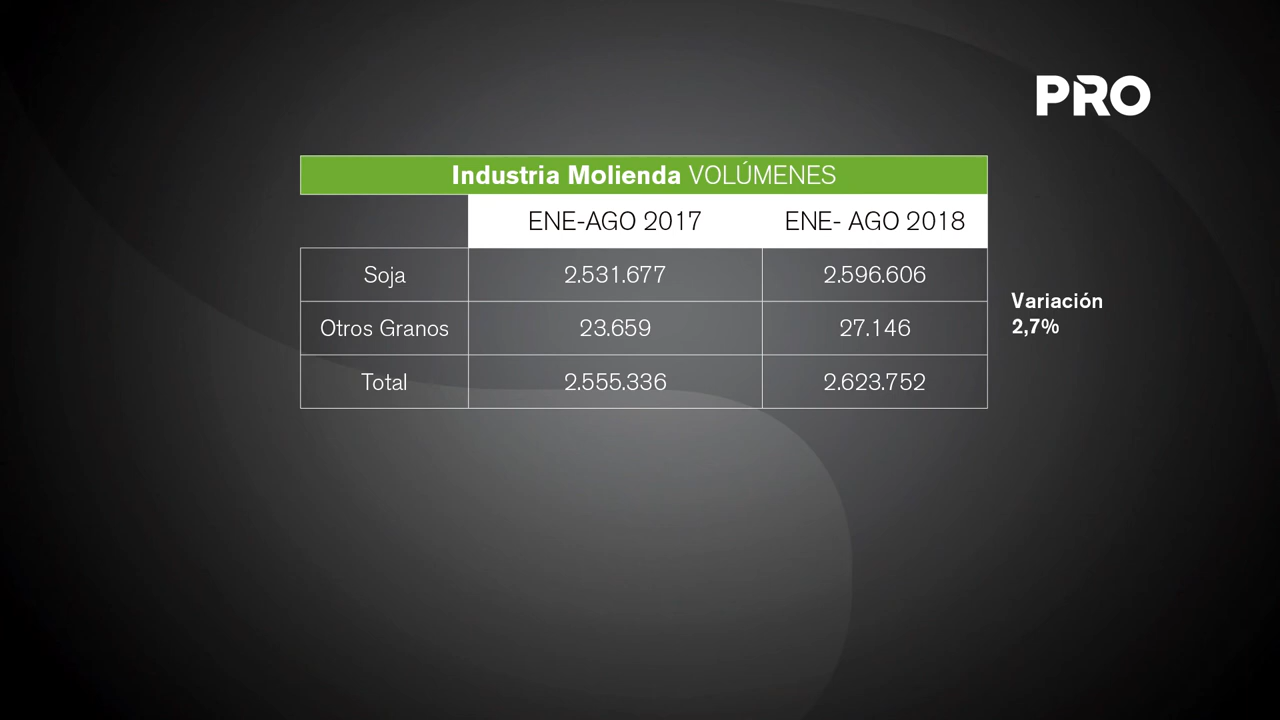 PRO
Industria Molienda VOLÚMENES
ENE-AGO 2017 ENE- AGO 2018
Soja 2.531.677 2.596.606
Otros Granos 23.659 27.146
Total 2.555.336 2.623.752
Variación
2,7%